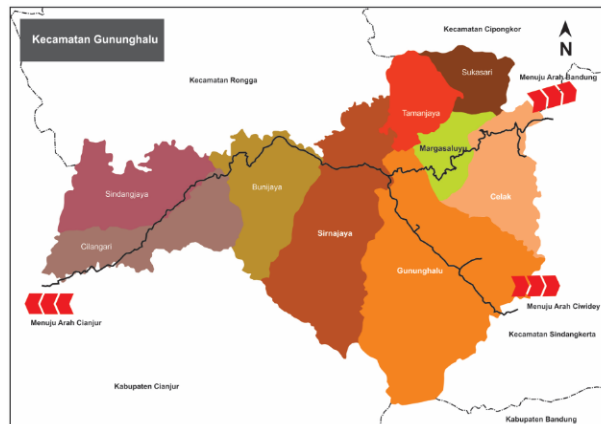 Kecamatan Gununghalu
Kecamatan Cipongkor
N
Kecamatan Rongga
Sukasari
Menuju Arah Bandung
Tamanjaya
Margasaluyu
Sindangjaya
Bunijaya
Celak
Sirnajaya
Cilangari
Gununghalu
Menuju Arah Cianjur
Menuju Arah Ciwidey
Kecamatan Sindangkerta
Kabupaten Cianjur
Kabupaten Bandung